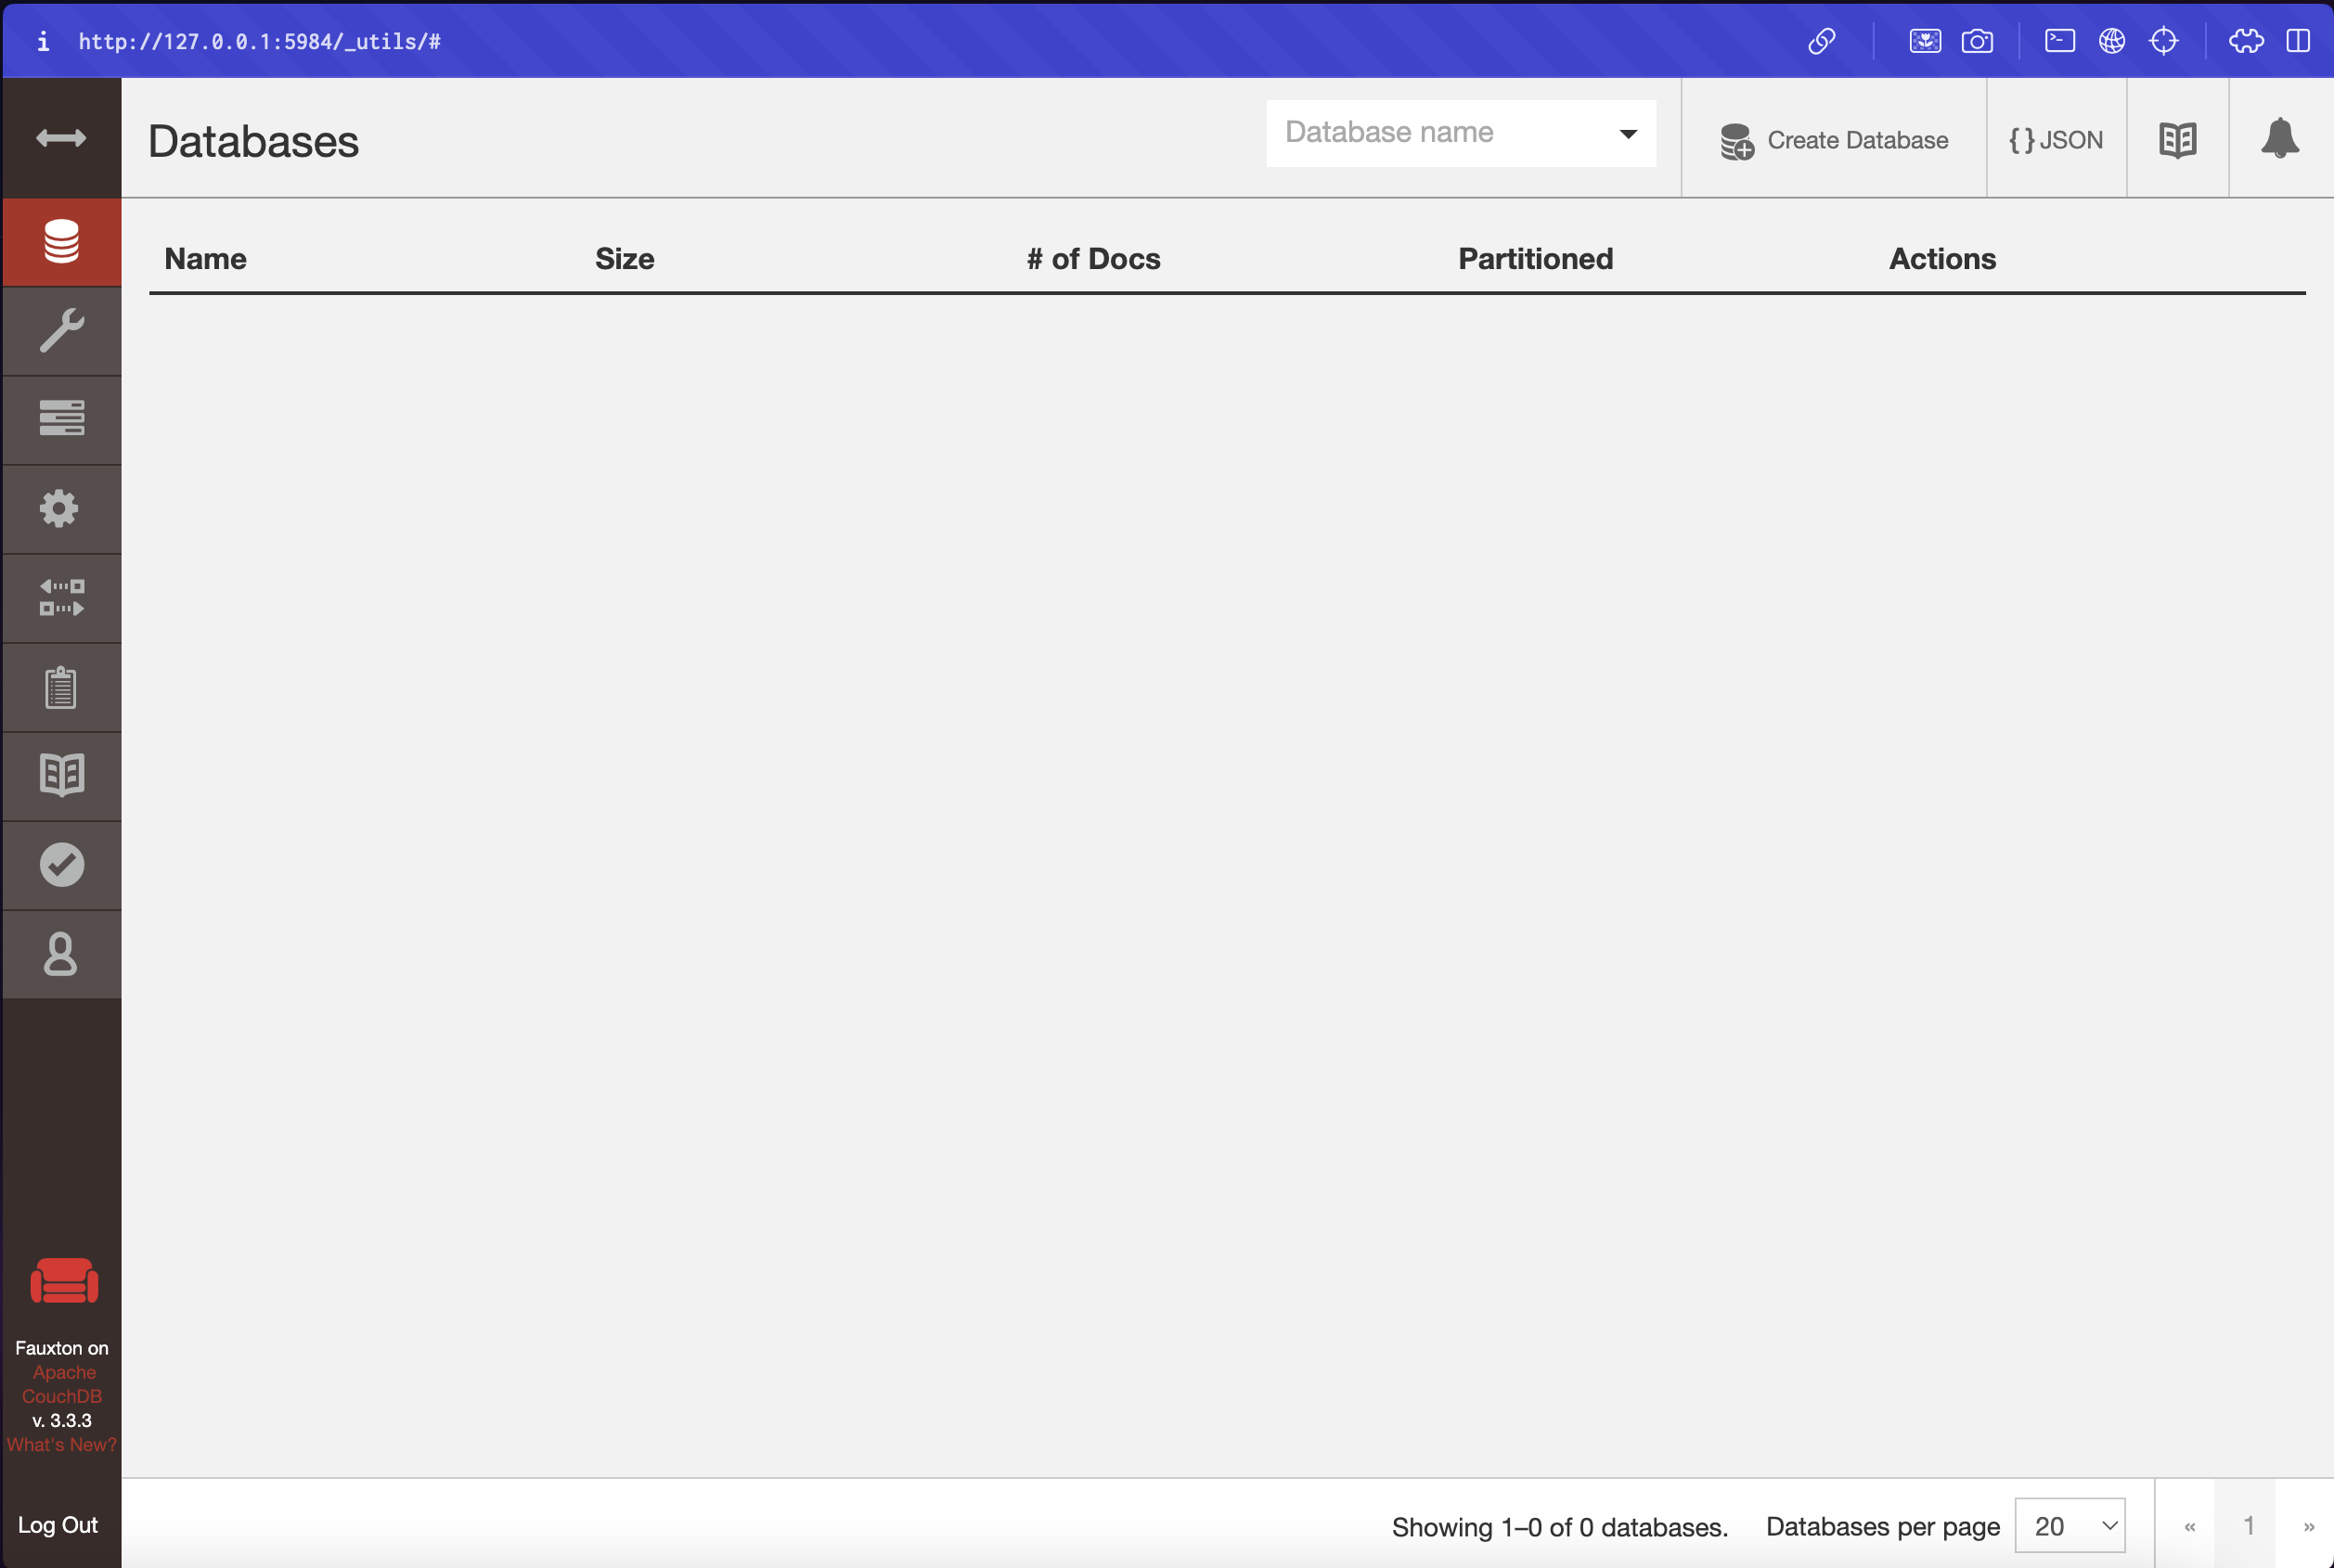 i http://127.0.0.1:5984/_utils/#
Databases
Database name
Create Database
{ } JSON
Name Size # of Docs Partitioned Actions
Fauxton on
Apache
CouchDB
v. 3.3.3
What's New?
Log Out
Showing 1–0 of 0 databases. Databases per page 20 « 1 »